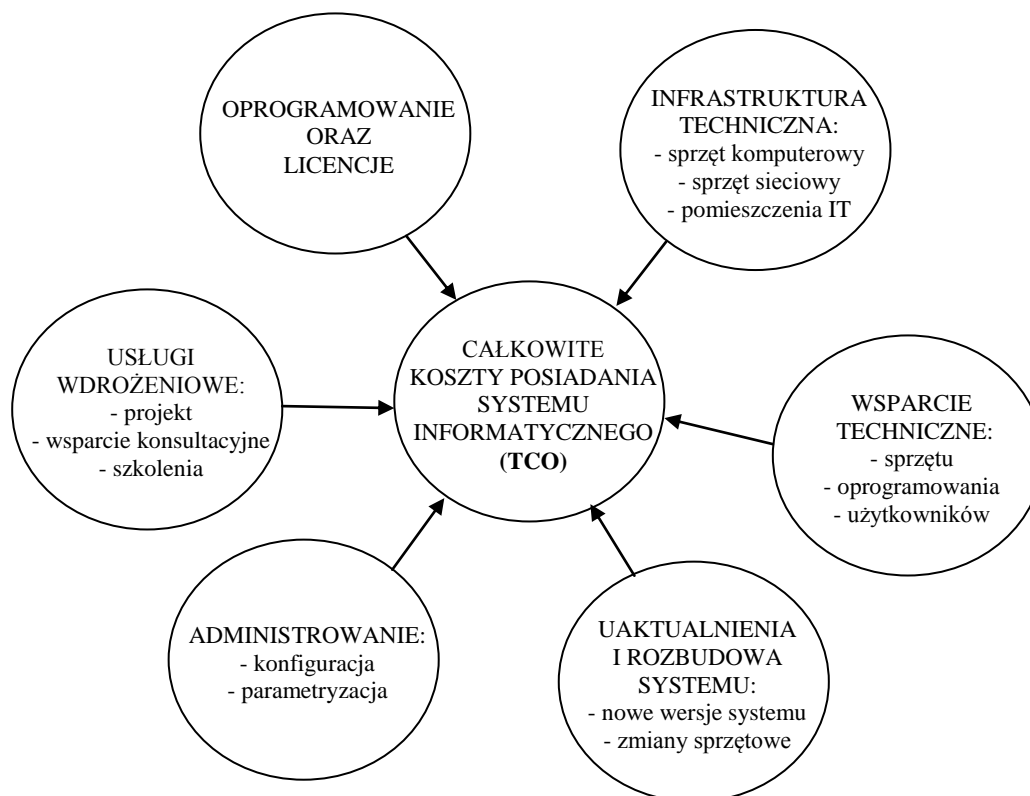 OPROGRAMOWANIE
ORAZ
LICENCJE
INFRASTRUKTURA
TECHNICZNA:
- sprzęt komputerowy
- sprzęt sieciowy
- pomieszczenia IT
USŁUGI
WDROŻENIOWE:
- projekt
- wsparcie konsultacyjne
- szkolenia
CAŁKOWITE
KOSZTY POSIADANIA
SYSTEMU
INFORMATYCZNEGO
(TCO)
WSPARCIE
TECHNICZNE:
- sprzętu
- oprogramowania
- użytkowników
ADMINISTROWANIE:
- konfiguracja
- parametryzacja
UAKTUALNIENIA
I ROZBUDOWA
SYSTEMU:
- nowe wersje systemu
- zmiany sprzętowe